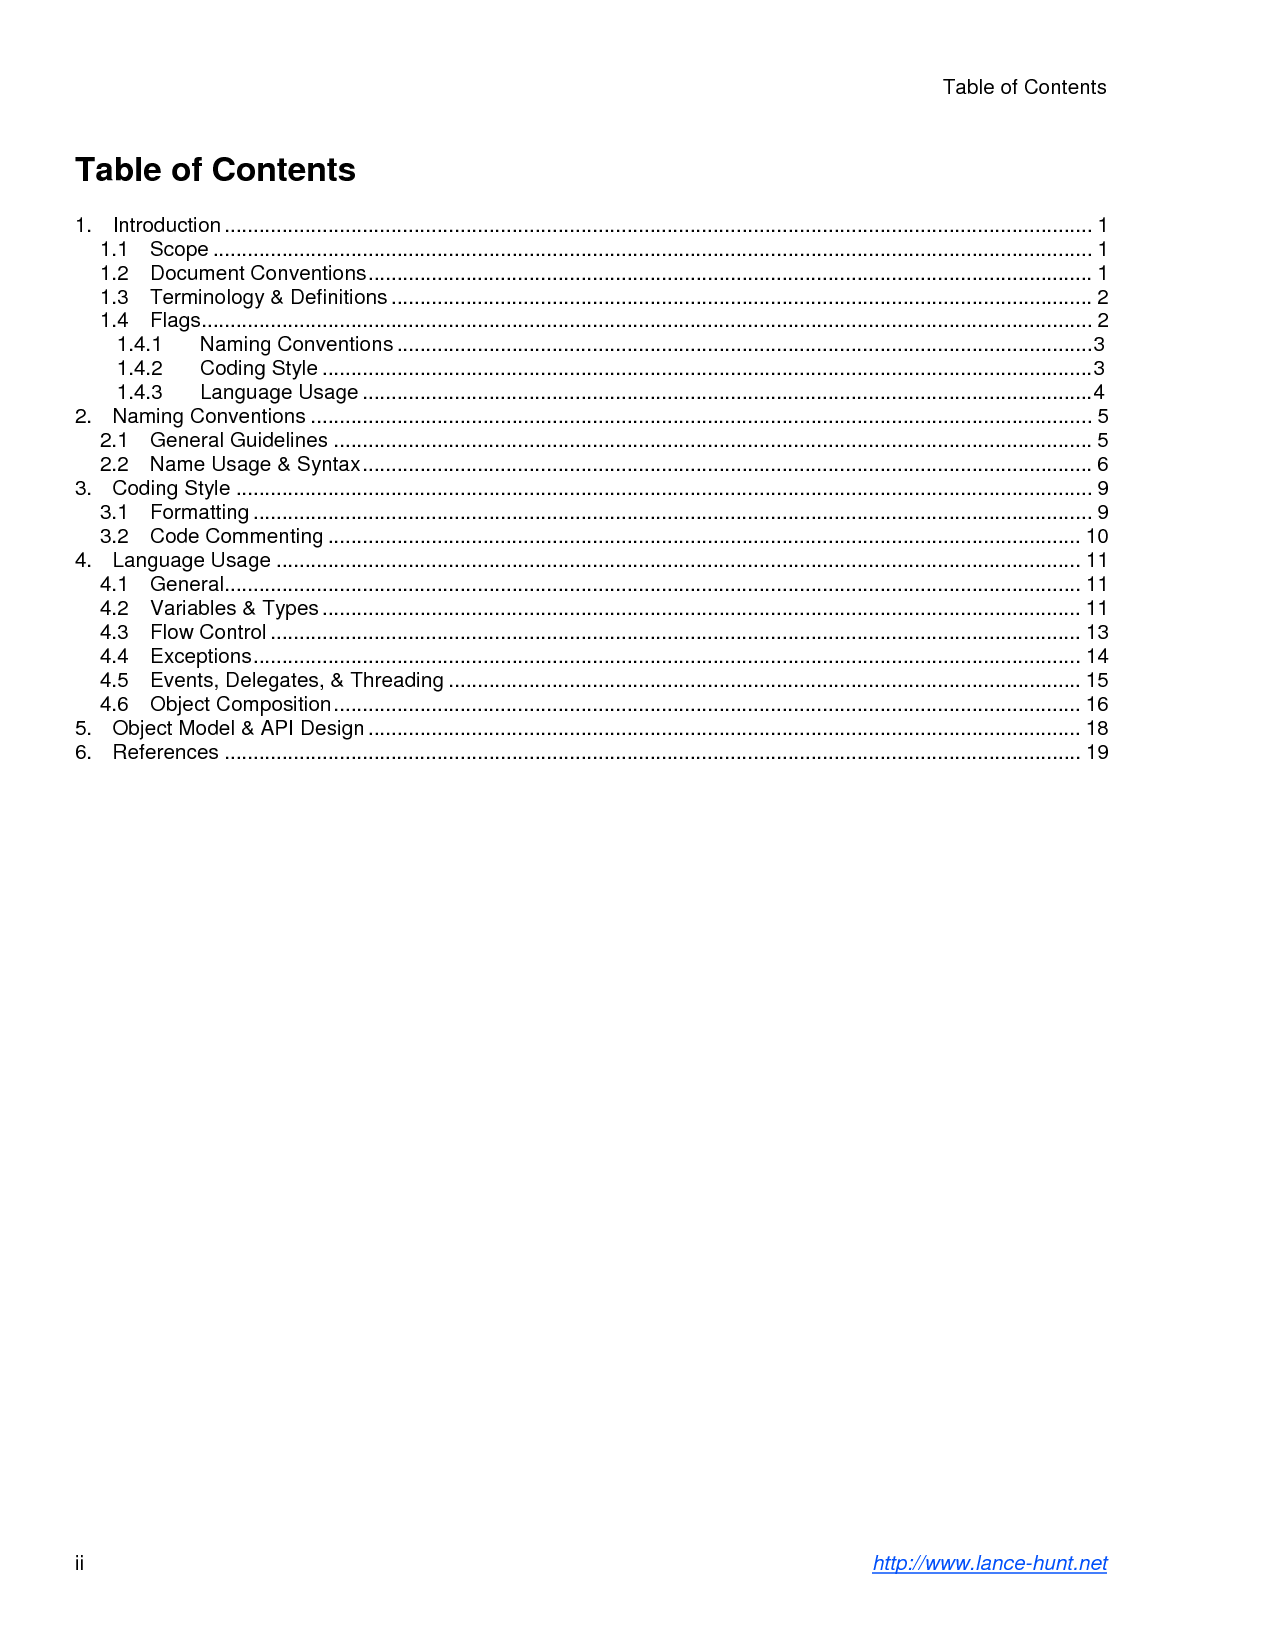 Table of Contents
Table of Contents
1. Introduction ........................................................................................................ 1
1.1 Scope ........................................................................................................ 1
1.2 Document Conventions........................................................................................................ 1
1.3 Terminology & Definitions ........................................................................................................ 2
1.4 Flags........................................................................................................ 2
1.4.1 Naming Conventions ........................................................................................................3
1.4.2 Coding Style ........................................................................................................3
1.4.3 Language Usage ........................................................................................................4
2. Naming Conventions ........................................................................................................ 5
2.1 General Guidelines ........................................................................................................ 5
2.2 Name Usage & Syntax........................................................................................................ 6
3. Coding Style ........................................................................................................ 9
3.1 Formatting ........................................................................................................ 9
3.2 Code Commenting ........................................................................................................ 10
4. Language Usage ........................................................................................................ 11
4.1 General........................................................................................................ 11
4.2 Variables & Types ........................................................................................................ 11
4.3 Flow Control ........................................................................................................ 13
4.4 Exceptions........................................................................................................ 14
4.5 Events, Delegates, & Threading ........................................................................................................ 15
4.6 Object Composition........................................................................................................ 16
5. Object Model & API Design ........................................................................................................ 18
6. References ........................................................................................................ 19
ii http://www.lance-hunt.net